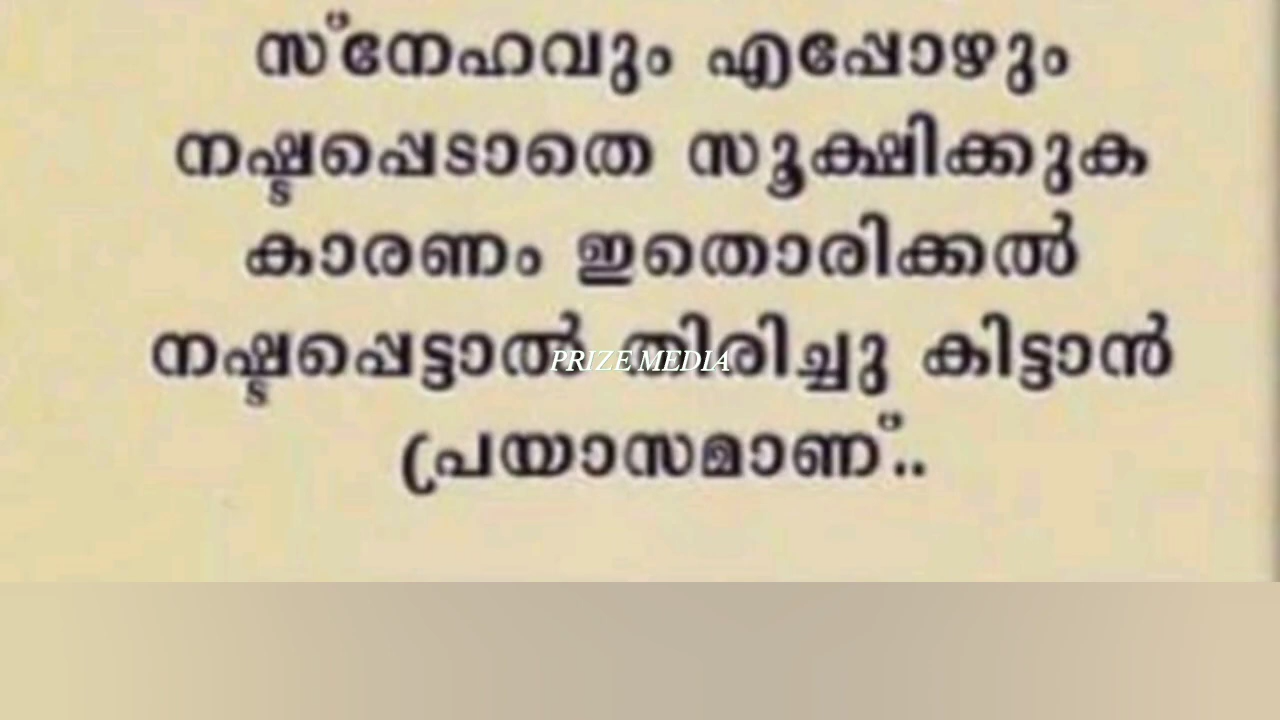 സ്നേഹവും എപ്പോഴും
നഷ്ടപ്പെടാതെ സൂക്ഷിക്കുക
കാരണം ഇതൊരിക്കൽ
നഷ്ടപ്പെട്ടാൽ തിരിച്ചു കിട്ടാൻ
PRIZE MEDIA
പ്രയാസമാണ്..